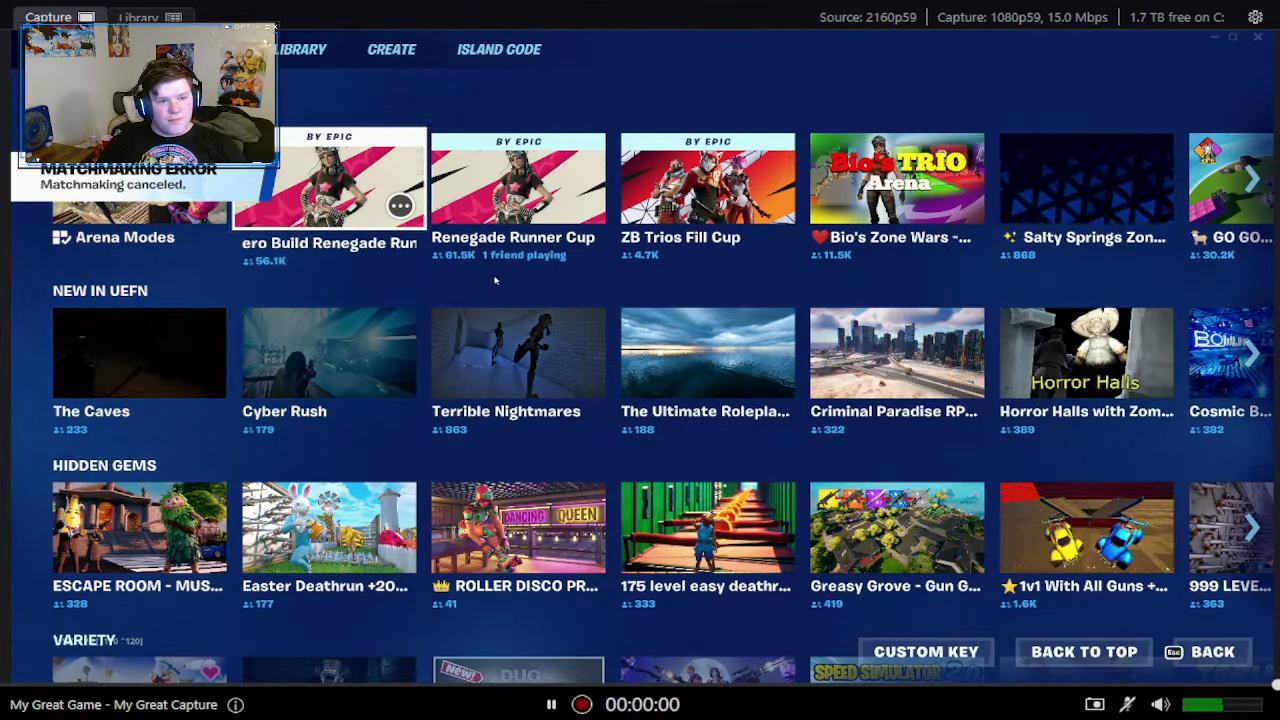 Capture Library Source: 2160p59 Capture: 1080p59, 15.0 Mbps 1.7 TB free on C:
LIBRARY CREATE ISLAND CODE
MATCHMAKING ERROR
Matchmaking canceled.
BY EPIC BY EPIC BY EPIC Bio's TRIO Arena
Arena Modes ero Build Renegade Run Renegade Runner Cup ZB Trios Fill Cup ❤️Bio's Zone Wars -... ✨ Salty Springs Zon... 🐐 GO GO...
56.1K 61.5K 1 friend playing 4.7K 11.5K 868 30.2K
NEW IN UEFN
Horror Halls
The Caves Cyber Rush Terrible Nightmares The Ultimate Rolepla... Criminal Paradise RP... Horror Halls with Zom... Cosmic B...
233 179 863 188 322 389 382
HIDDEN GEMS
DANCING QUEEN
ESCAPE ROOM - MUS... Easter Deathrun +20... 👑 ROLLER DISCO PR... 175 level easy deathr... Greasy Grove - Gun G... ⭐1v1 With All Guns +... 999 LEVE...
328 177 41 333 419 1.6K 363
VARIETY
CUSTOM KEY BACK TO TOP Esc BACK
New! DUO SPEED SIMULATOR
My Great Game - My Great Capture 00:00:00